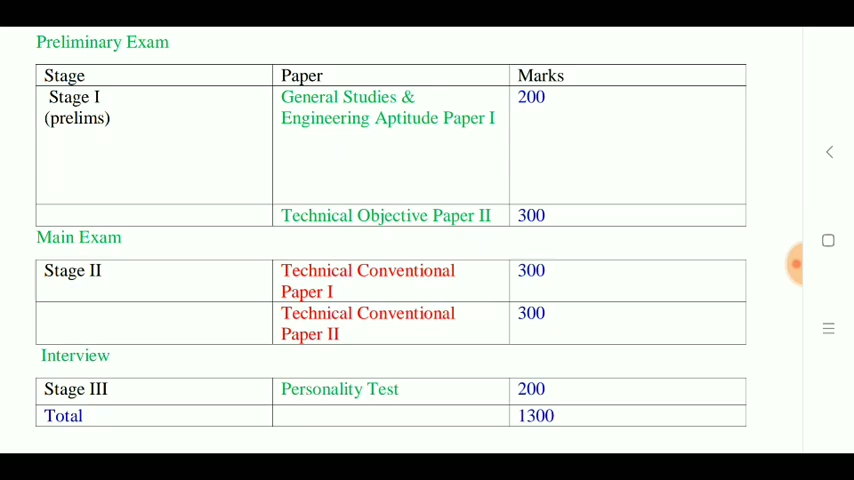 Preliminary Exam
Stage Paper Marks
Stage I General Studies & 200
(prelims) Engineering Aptitude Paper I
Technical Objective Paper II 300
Main Exam
Stage II Technical Conventional 300
Paper I
Technical Conventional 300
Paper II
Interview
Stage III Personality Test 200
Total 1300